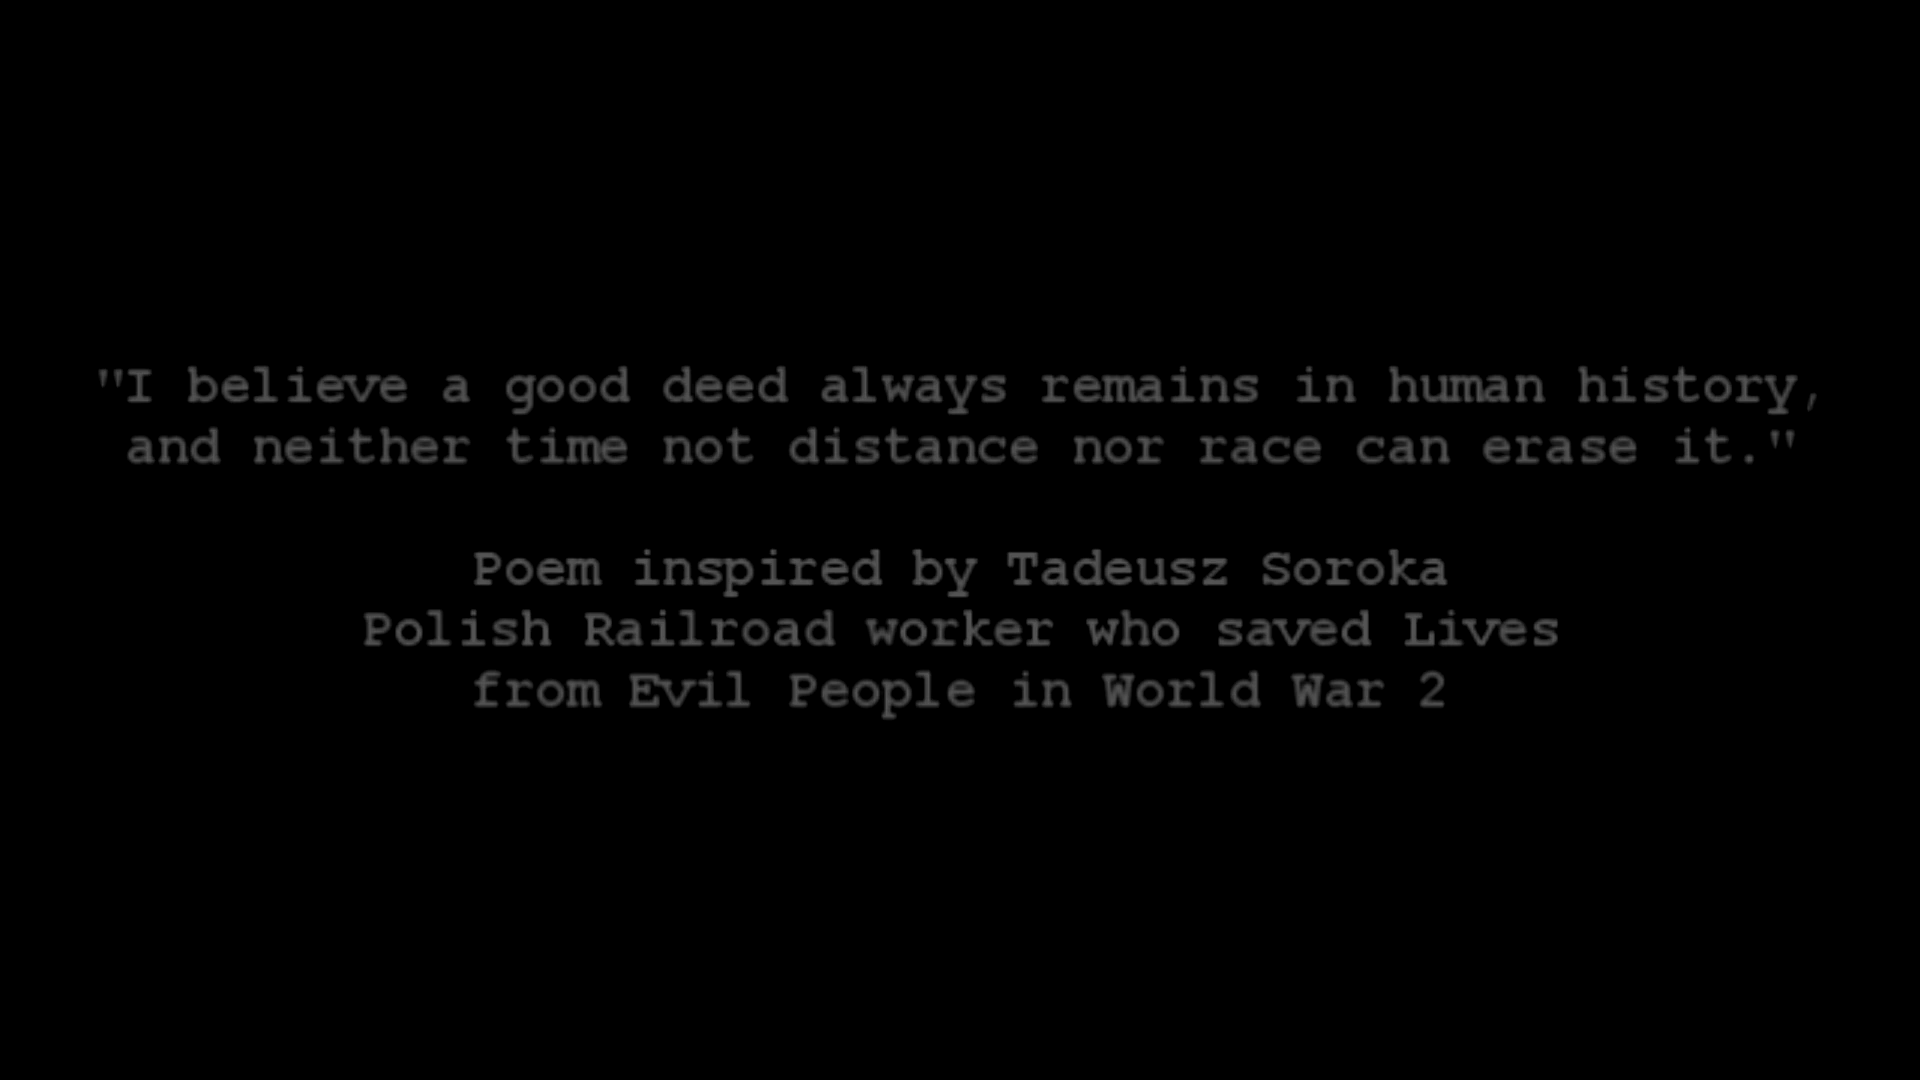 "I believe a good deed always remains in human history,
and neither time not distance nor race can erase it."
Poem inspired by Tadeusz Soroka
Polish Railroad worker who saved Lives
from Evil People in World War 2